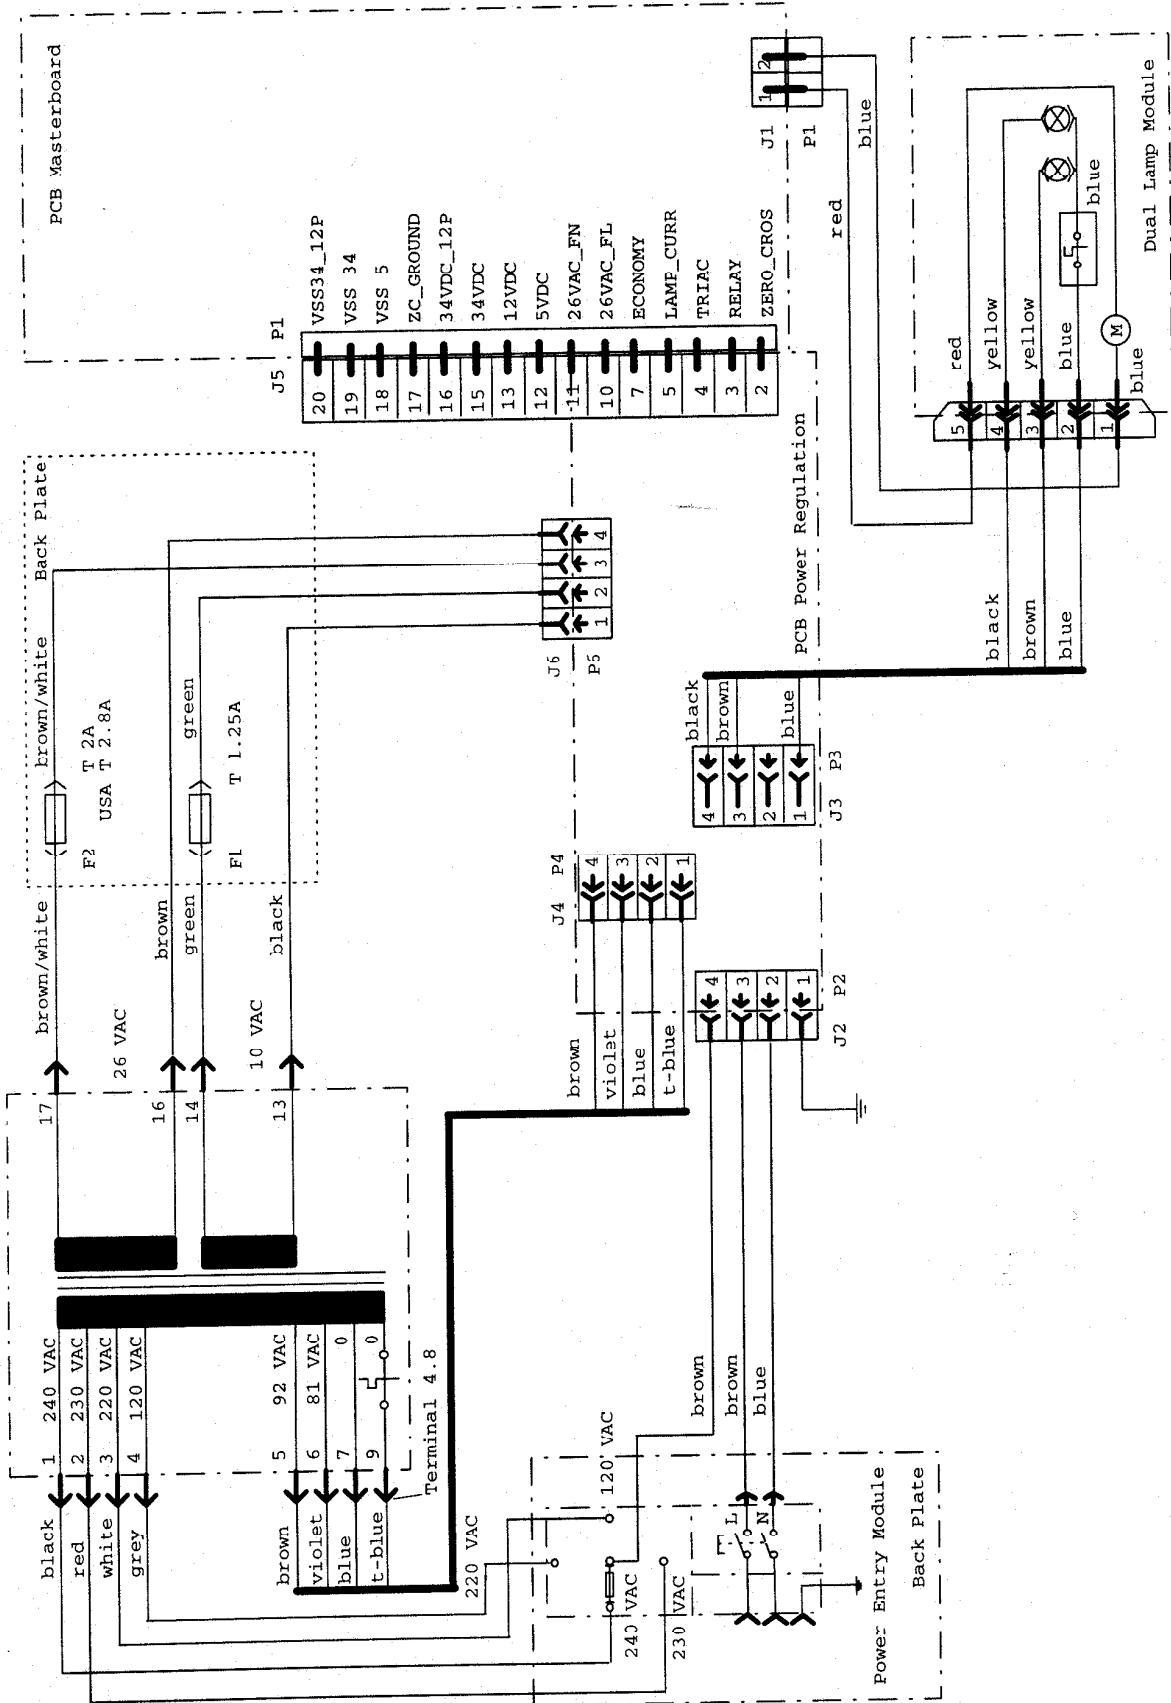 PCB Masterboard
J1
P1
1
2
red
blue
Dual Lamp Module
J5
P1
20 VSS34_12P
19 VSS 34
18 VSS 5
17 ZC_GROUND
16 34VDC_12P
15 34VDC
13 12VDC
12 5VDC
11 26VAC_FN
10 26VAC_FL
7 ECONOMY
5 LAMP_CURR
4 TRIAC
3 RELAY
2 ZERO_CROS
red
yellow
yellow
blue
blue
blue
M
5
4
3
2
1
black
brown
blue
Back Plate
brown/white
brown/white
F2
T 2A
USA T 2.8A
green
green
F1
T 1.25A
brown
black
J6
P5
1
2
3
4
PCB Power Regulation
black
brown
blue
J3
P3
4
3
2
1
J4
P4
4
3
2
1
brown
violet
blue
t-blue
J2
P2
4
3
2
1
26 VAC
10 VAC
17
16
14
13
240 VAC
230 VAC
220 VAC
120 VAC
92 VAC
81 VAC
0
0
1
2
3
4
5
6
7
9
Terminal 4.8
black
red
white
grey
brown
violet
blue
t-blue
brown
brown
blue
220 VAC
120 VAC
240 VAC
230 VAC
L
N
Power Entry Module
Back Plate